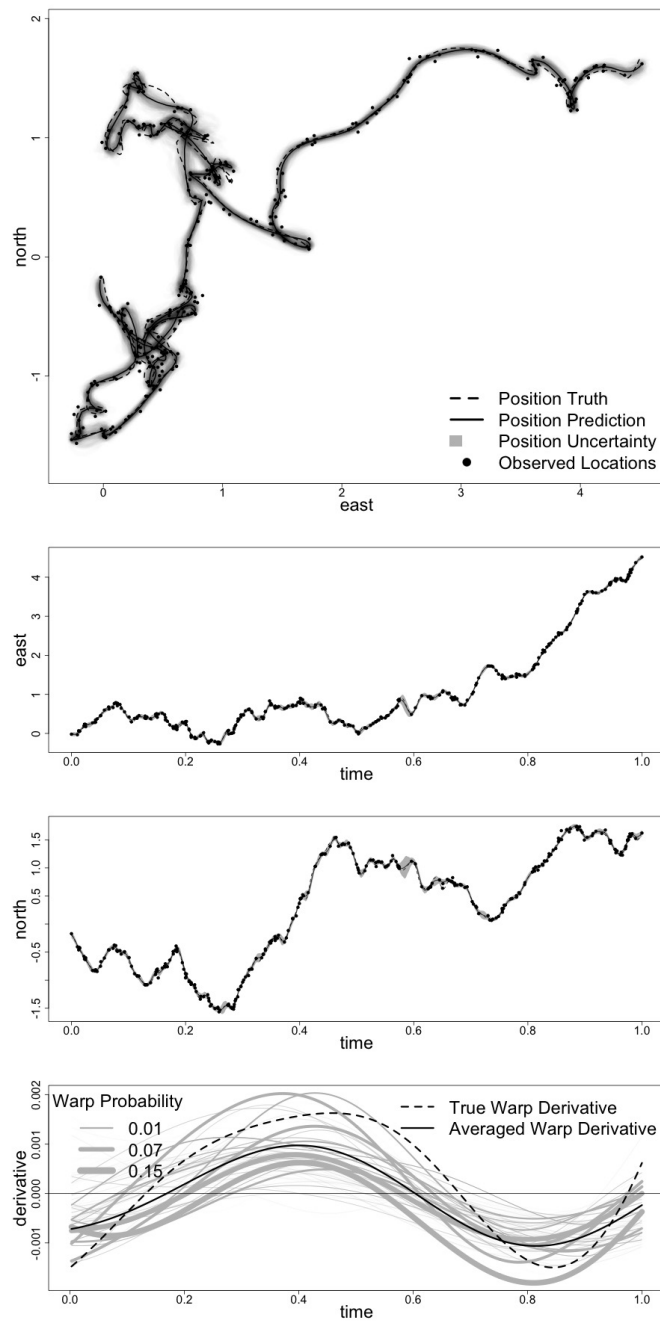 2
1
0
-1
north
Position Truth
Position Prediction
Position Uncertainty
Observed Locations
0 1 2 3 4
east
4
3
2
1
0
east
0.0 0.2 0.4 0.6 0.8 1.0
time
1.5
1.0
0.5
-0.5
-1.5
north
0.0 0.2 0.4 0.6 0.8 1.0
time
0.002
0.001
0.000
-0.001
derivative
Warp Probability
0.01
0.07
0.15
True Warp Derivative
Averaged Warp Derivative
0.0 0.2 0.4 0.6 0.8 1.0
time